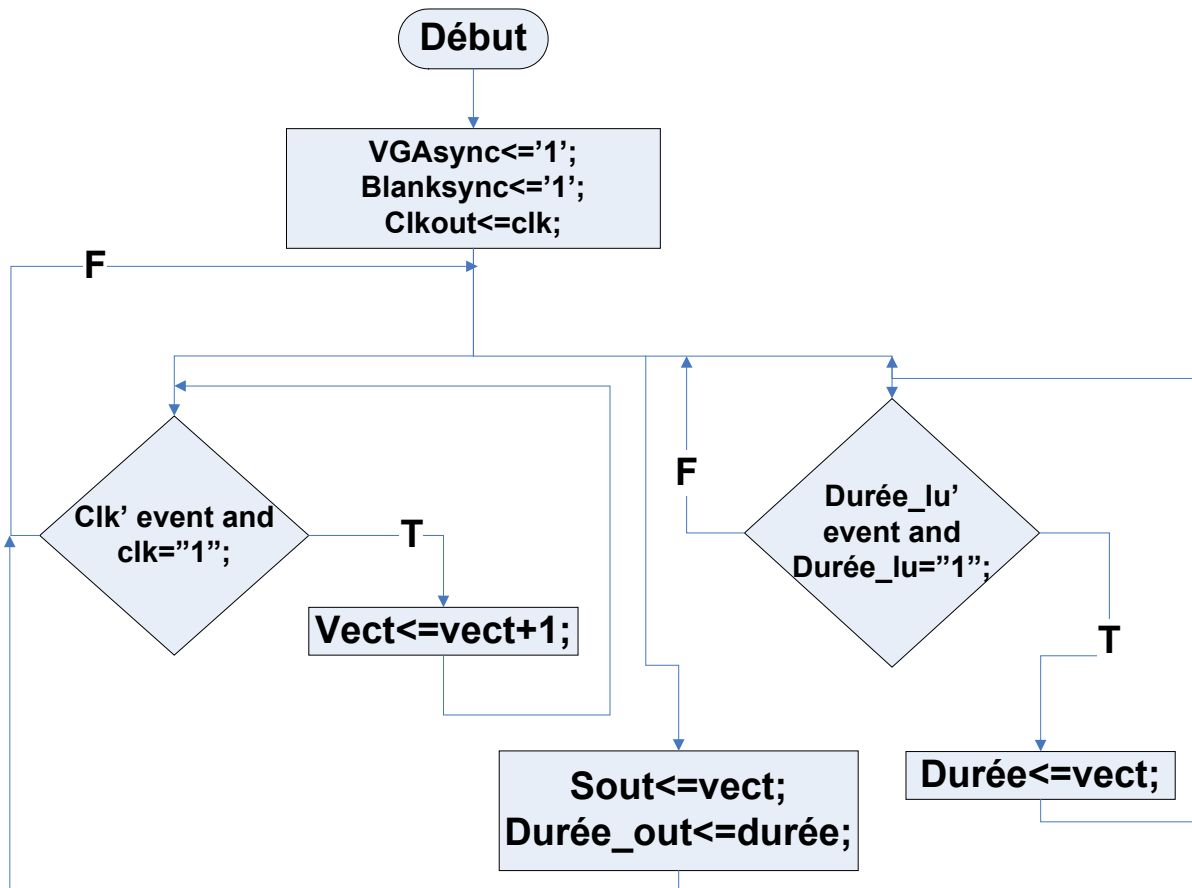 Début
VGAsync<=’1’;
Blanksync<=’1’;
Clkout<=clk;
F
Clk’ event and
clk=”1”;
T
Vect<=vect+1;
F
Durée_lu’
event and
Durée_lu=”1”;
T
Durée<=vect;
Sout<=vect;
Durée_out<=durée;